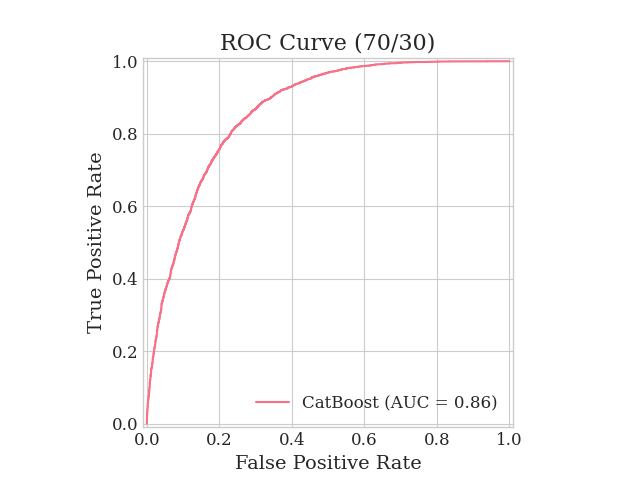 ROC Curve (70/30)
True Positive Rate
1.0
0.8
0.6
0.4
0.2
0.0
CatBoost (AUC = 0.86)
0.0 0.2 0.4 0.6 0.8 1.0
False Positive Rate